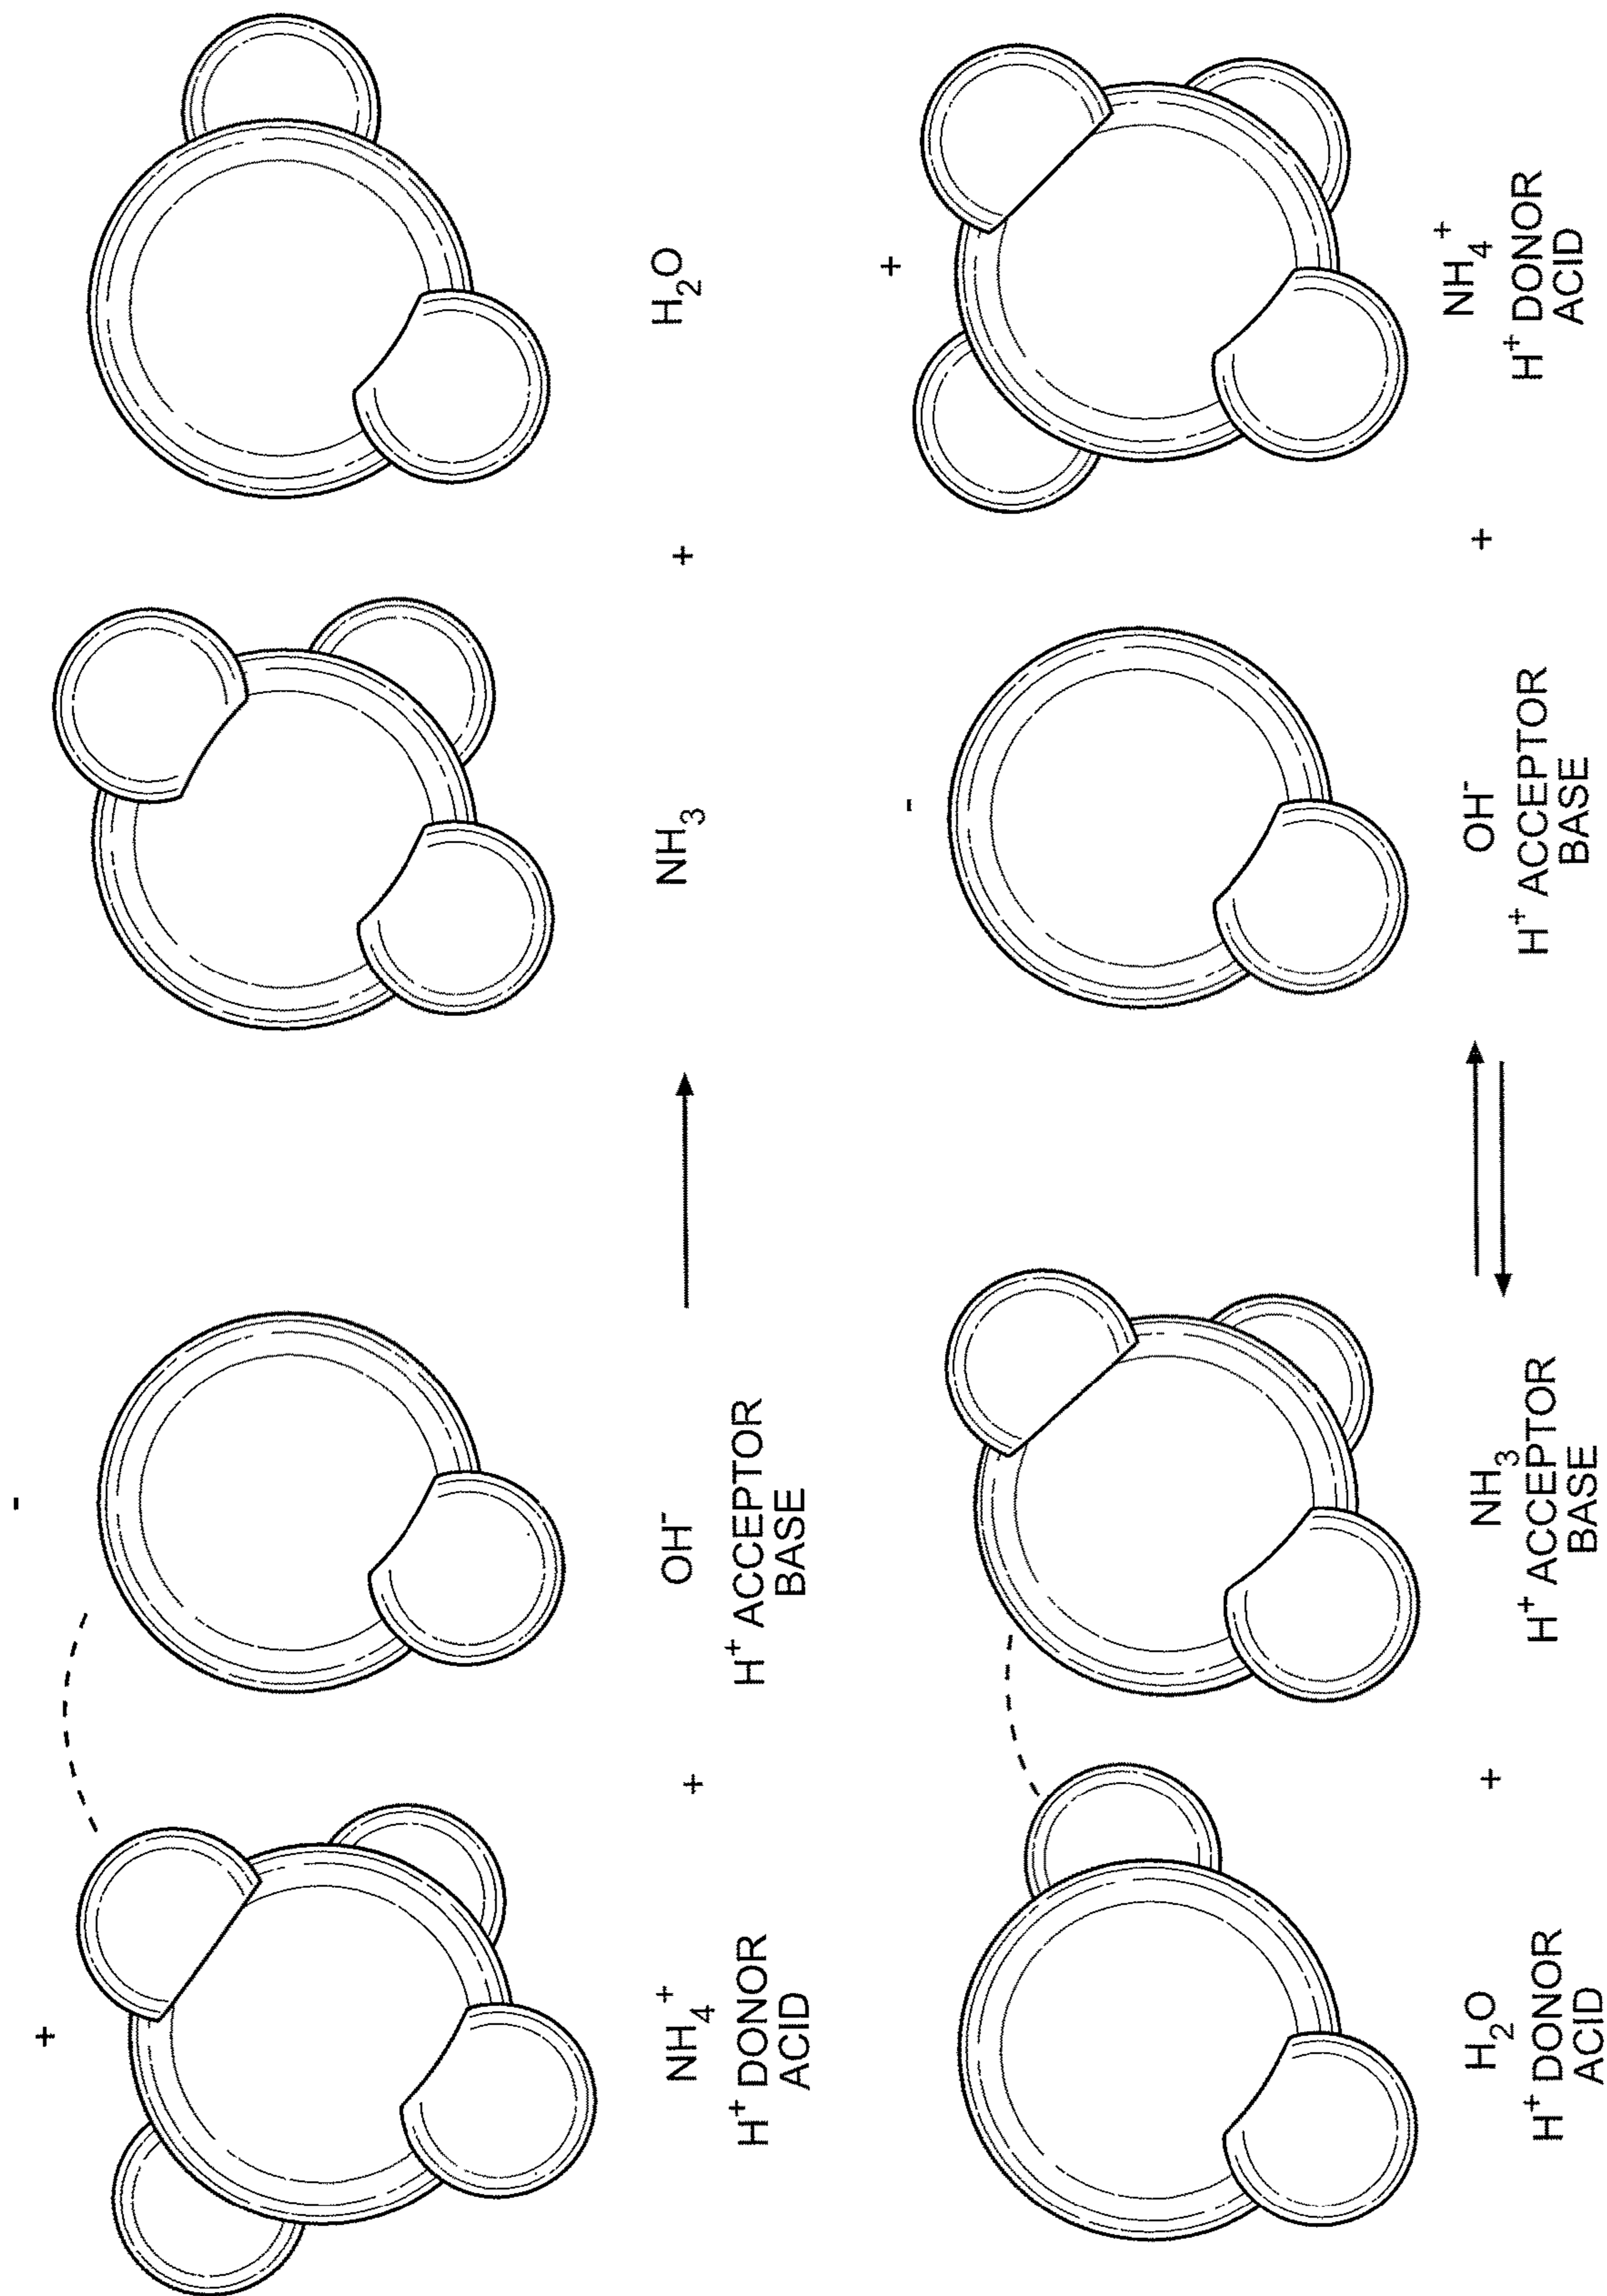 + -
NH₄⁺ + OH⁻ → NH₃ + H₂O
H⁺ DONOR H⁺ ACCEPTOR
ACID BASE
- +
H₂O + NH₃ ⇄ OH⁻ + NH₄⁺
H⁺ DONOR H⁺ ACCEPTOR H⁺ ACCEPTOR H⁺ DONOR
ACID BASE BASE ACID